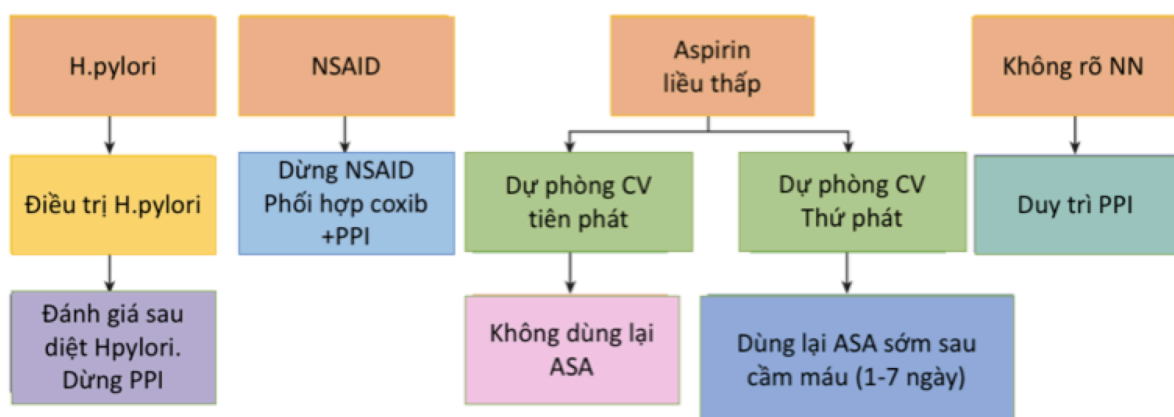 H.pylori
NSAID
Aspirin
liều thấp
Không rõ NN
Điều trị H.pylori
Dừng NSAID
Phối hợp coxib
+PPI
Dự phòng CV
tiên phát
Dự phòng CV
Thứ phát
Duy trì PPI
Đánh giá sau
diệt Hpylori.
Dừng PPI
Không dùng lại
ASA
Dùng lại ASA sớm sau
cầm máu (1-7 ngày)